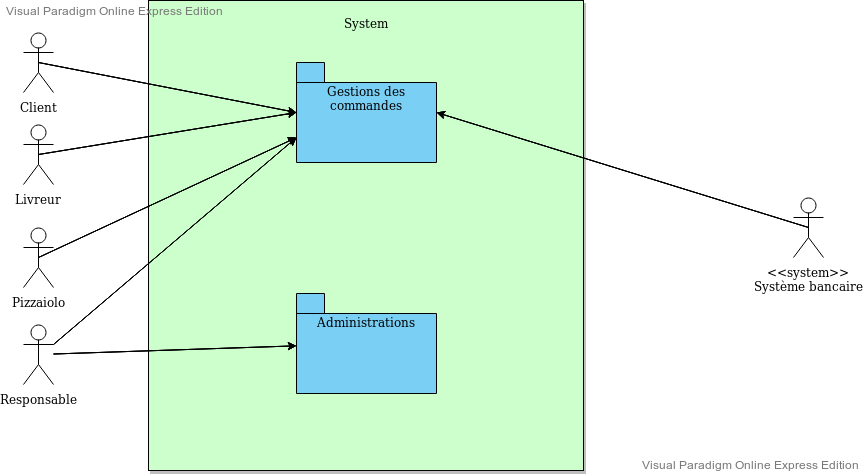 Visual Paradigm Online Express Edition
System
Client
Gestions des
commandes
Livreur
Pizzaiolo
<<system>>
Système bancaire
Administrations
Responsable
Visual Paradigm Online Express Edition